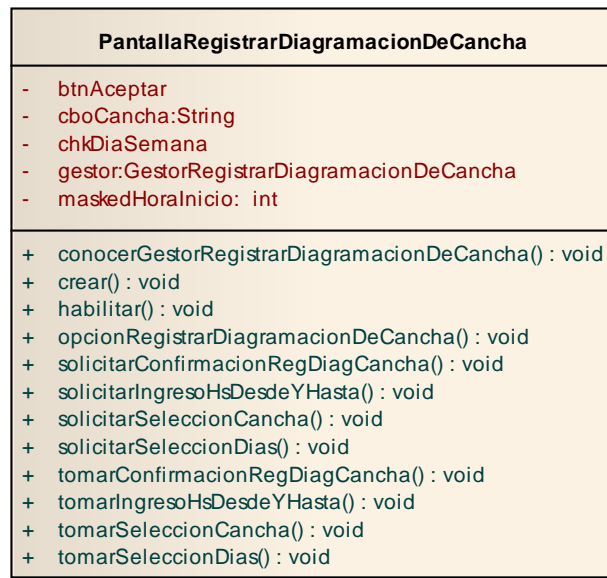 PantallaRegistrarDiagramacionDeCancha
- btnAceptar
- cboCancha:String
- chkDiaSemana
- gestor:GestorRegistrarDiagramacionDeCancha
- maskedHoraInicio: int
+ conocerGestorRegistrarDiagramacionDeCancha() : void
+ crear() : void
+ habilitar() : void
+ opcionRegistrarDiagramacionDeCancha() : void
+ solicitarConfirmacionRegDiagCancha() : void
+ solicitarIngresoHsDesdeYHasta() : void
+ solicitarSeleccionCancha() : void
+ solicitarSeleccionDias() : void
+ tomarConfirmacionRegDiagCancha() : void
+ tomarIngresoHsDesdeYHasta() : void
+ tomarSeleccionCancha() : void
+ tomarSeleccionDias() : void